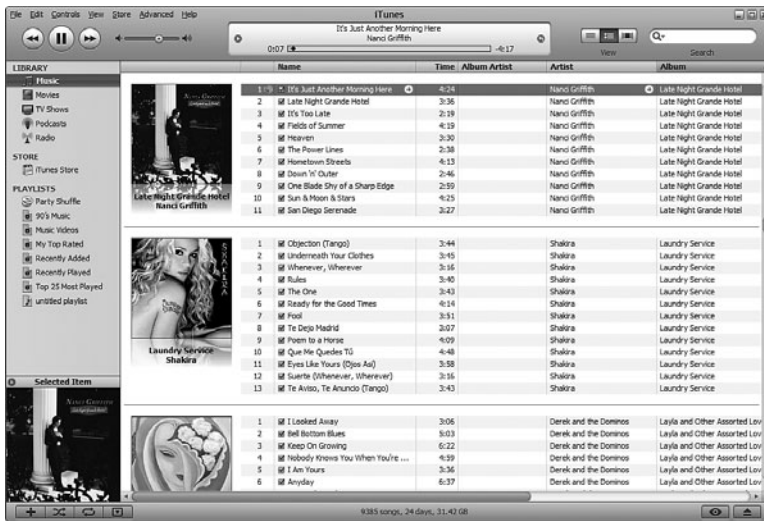 File Edit Controls View Store Advanced Help
iTunes
It's Just Another Morning Here
Nanci Griffith
0:07 -4:17
View Search
LIBRARY
Music
Movies
TV Shows
Podcasts
Radio
STORE
iTunes Store
PLAYLISTS
Party Shuffle
90's Music
Music Videos
My Top Rated
Recently Added
Recently Played
Top 25 Most Played
untitled playlist
Selected Item
NANCI GRIFFITH
Name Time Album Artist Artist Album
NANCI GRIFFITH
Late Night Grande Hotel
Nanci Griffith
1 It's Just Another Morning Here 4:24 Nanci Griffith Late Night Grande Hotel
2 Late Night Grande Hotel 3:36 Nanci Griffith Late Night Grande Hotel
3 It's Too Late 2:19 Nanci Griffith Late Night Grande Hotel
4 Fields of Summer 4:19 Nanci Griffith Late Night Grande Hotel
5 Heaven 3:30 Nanci Griffith Late Night Grande Hotel
6 The Power Lines 2:38 Nanci Griffith Late Night Grande Hotel
7 Hometown Streets 4:13 Nanci Griffith Late Night Grande Hotel
8 Down 'n' Outer 2:46 Nanci Griffith Late Night Grande Hotel
9 One Blade Shy of a Sharp Edge 2:59 Nanci Griffith Late Night Grande Hotel
10 Sun & Moon & Stars 4:25 Nanci Griffith Late Night Grande Hotel
11 San Diego Serenade 3:27 Nanci Griffith Late Night Grande Hotel
SHAKIRA
Laundry Service
Shakira
1 Objection (Tango) 3:44 Shakira Laundry Service
2 Underneath Your Clothes 3:45 Shakira Laundry Service
3 Whenever, Wherever 3:16 Shakira Laundry Service
4 Rules 3:40 Shakira Laundry Service
5 The One 3:43 Shakira Laundry Service
6 Ready for the Good Times 4:14 Shakira Laundry Service
7 Fool 3:51 Shakira Laundry Service
8 Te Dejo Madrid 3:07 Shakira Laundry Service
9 Poem to a Horse 4:09 Shakira Laundry Service
10 Que Me Quedes Tú 4:48 Shakira Laundry Service
11 Eyes Like Yours (Ojos Asi) 3:58 Shakira Laundry Service
12 Suerte (Whenever, Wherever) 3:16 Shakira Laundry Service
13 Te Aviso, Te Anuncio (Tango) 3:43 Shakira Laundry Service
1 I Looked Away 3:06 Derek and the Dominos Layla and Other Assorted Lov
2 Bell Bottom Blues 5:03 Derek and the Dominos Layla and Other Assorted Lov
3 Keep On Growing 6:22 Derek and the Dominos Layla and Other Assorted Lov
4 Nobody Knows You When You're ... 4:59 Derek and the Dominos Layla and Other Assorted Lov
5 I Am Yours 3:36 Derek and the Dominos Layla and Other Assorted Lov
6 Anyday 6:37 Derek and the Dominos Layla and Other Assorted Lov
9385 songs, 24 days, 31.42 GB